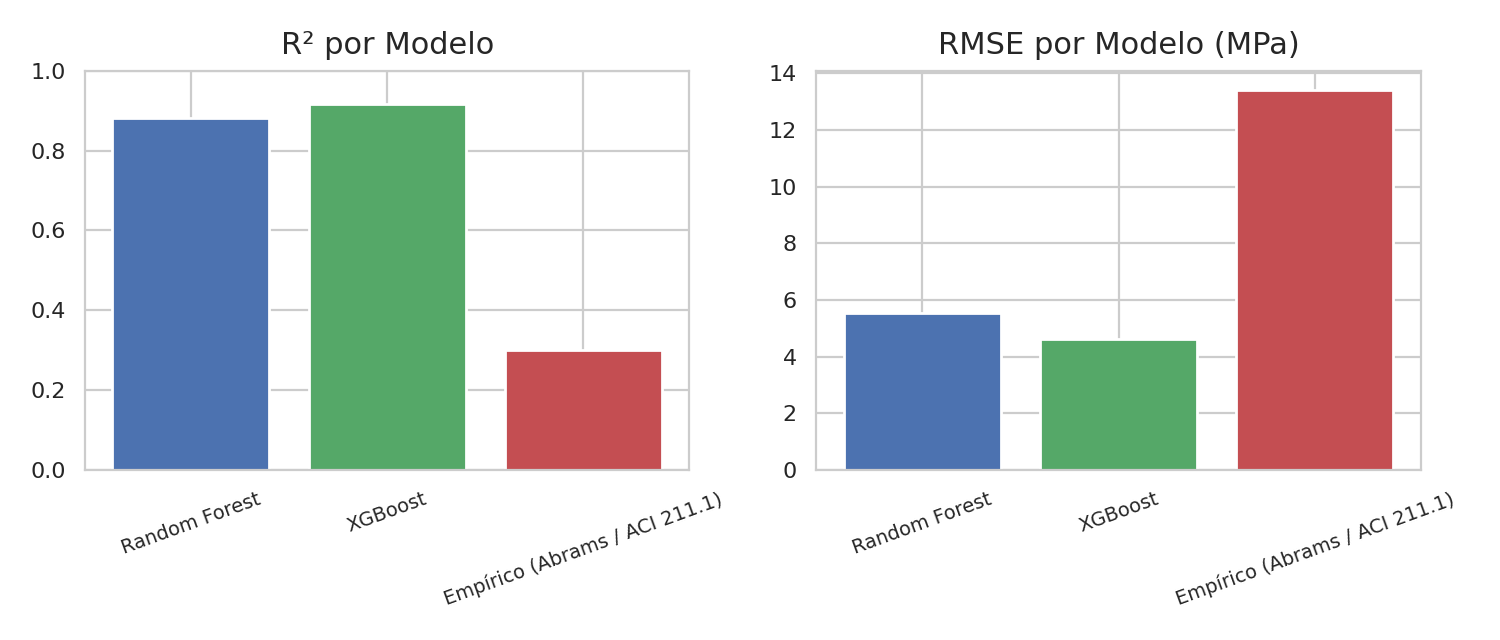 R² por Modelo
1.0
0.8
0.6
0.4
0.2
0.0
Random Forest
XGBoost
Empírico (Abrams / ACI 211.1)
RMSE por Modelo (MPa)
14
12
10
8
6
4
2
0
Random Forest
XGBoost
Empírico (Abrams / ACI 211.1)